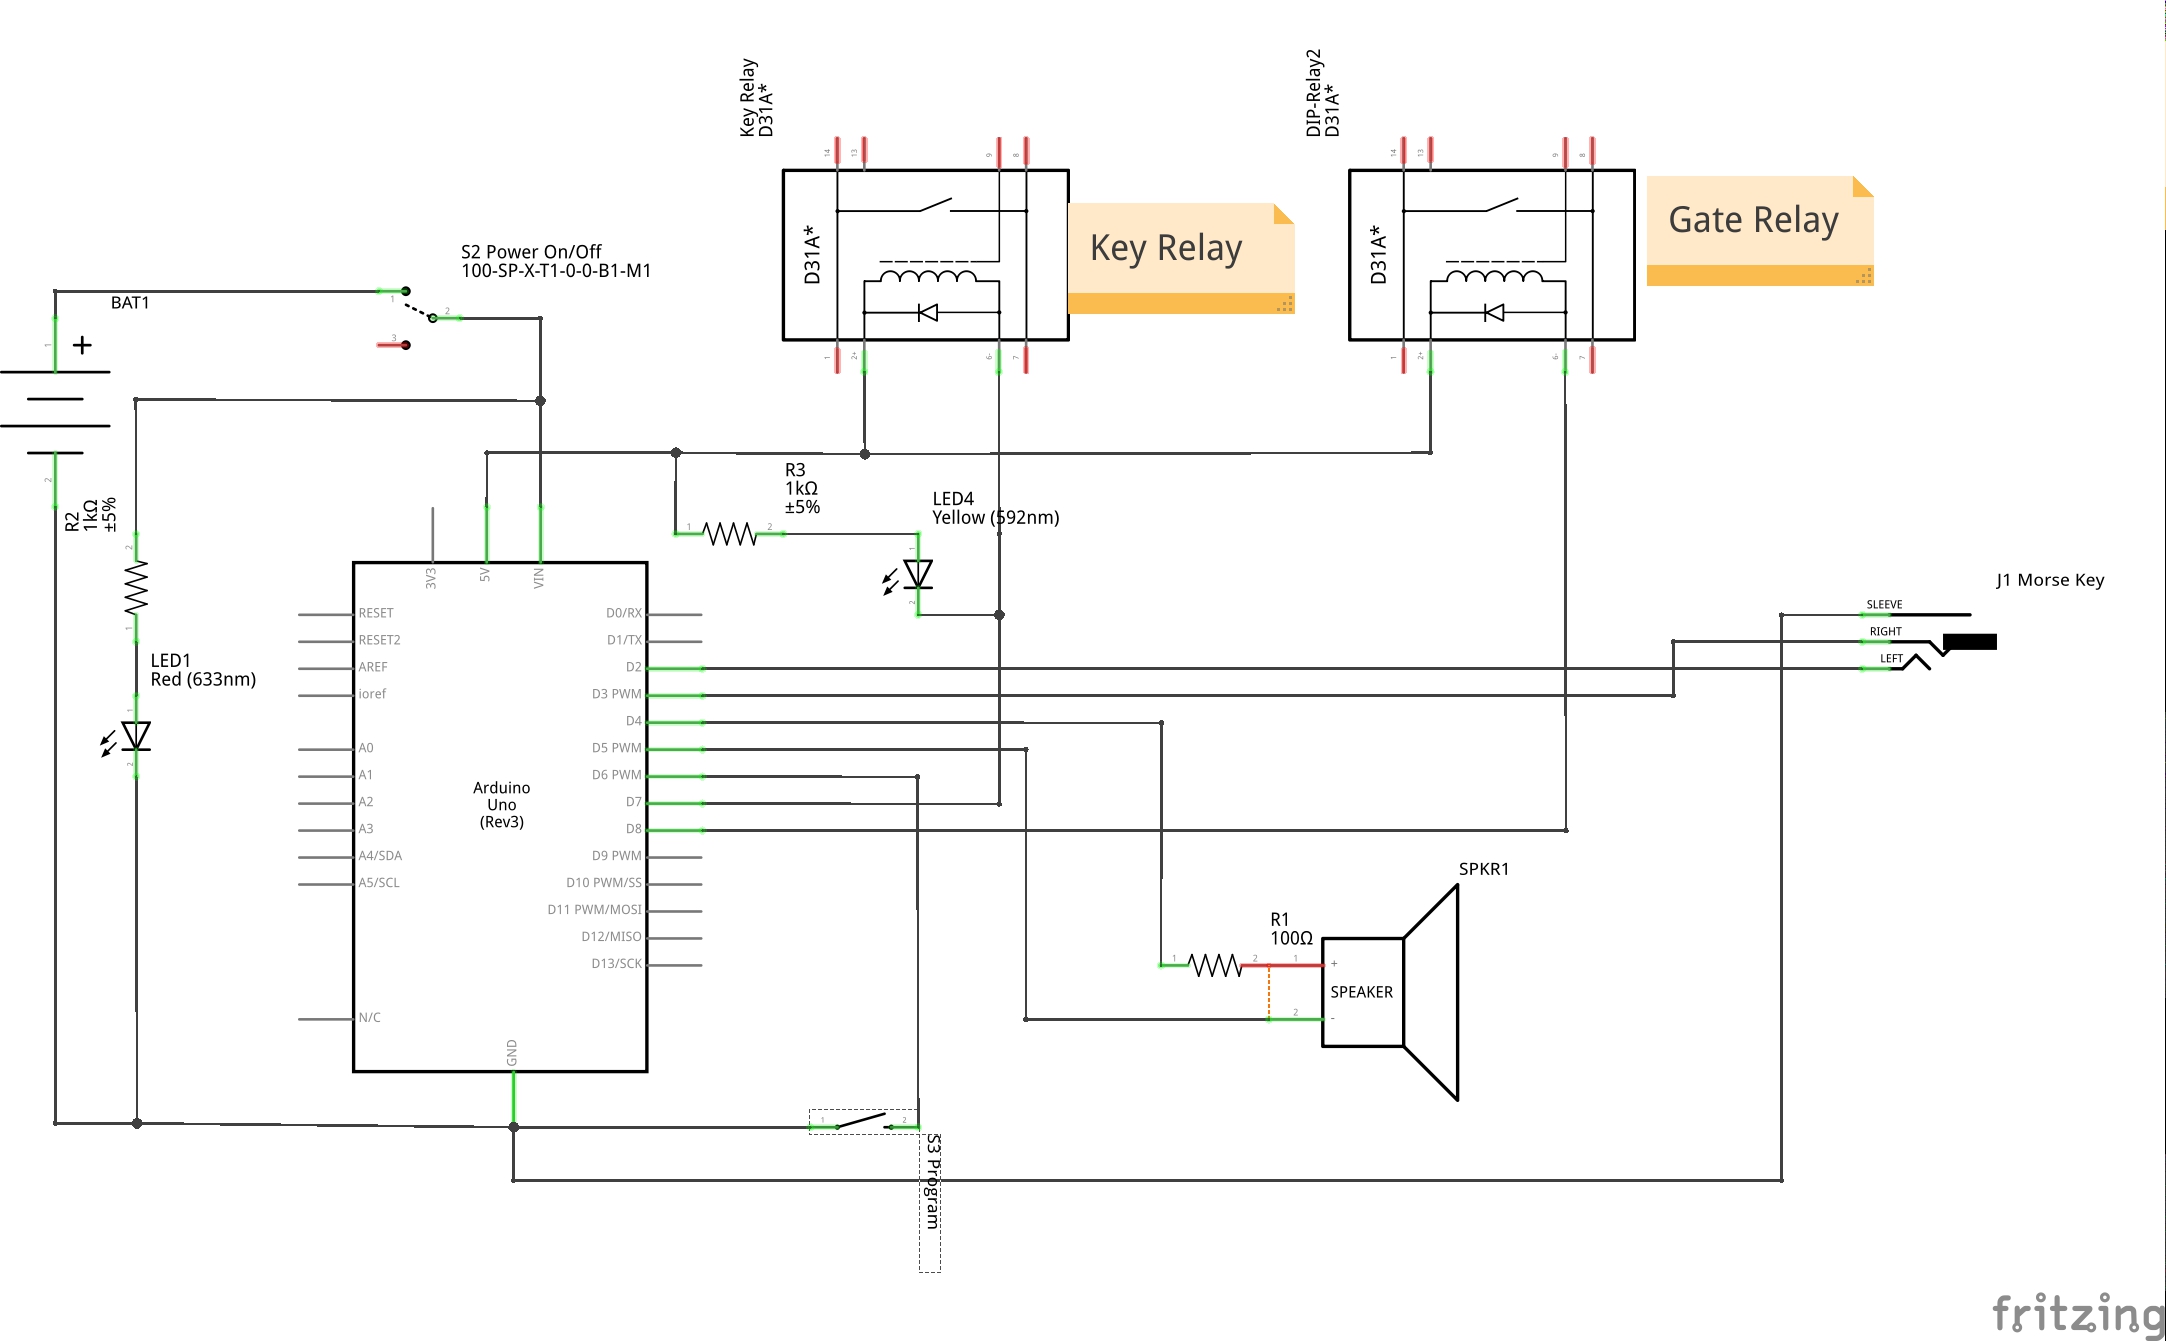 Key Relay
D31A*
DIP-Relay2
D31A*
14
13
9
8
14
13
9
8
D31A*
Key Relay
D31A*
Gate Relay
1
2+
6-
7
1
2+
6-
7
S2 Power On/Off
100-SP-X-T1-0-0-B1-M1
1
2
3
BAT1
1
+
2
R2
1kΩ
±5%
2
1
LED1
Red (633nm)
1
2
R3
1kΩ
±5%
1
2
LED4
Yellow (592nm)
1
2
3V3
5V
VIN
RESET
RESET2
AREF
ioref
A0
A1
A2
A3
A4/SDA
A5/SCL
N/C
Arduino
Uno
(Rev3)
D0/RX
D1/TX
D2
D3 PWM
D4
D5 PWM
D6 PWM
D7
D8
D9 PWM
D10 PWM/SS
D11 PWM/MOSI
D12/MISO
D13/SCK
GND
J1 Morse Key
SLEEVE
RIGHT
LEFT
SPKR1
R1
100Ω
1
2
1
+
SPEAKER
2
-
1
2
S3 Program
fritzing